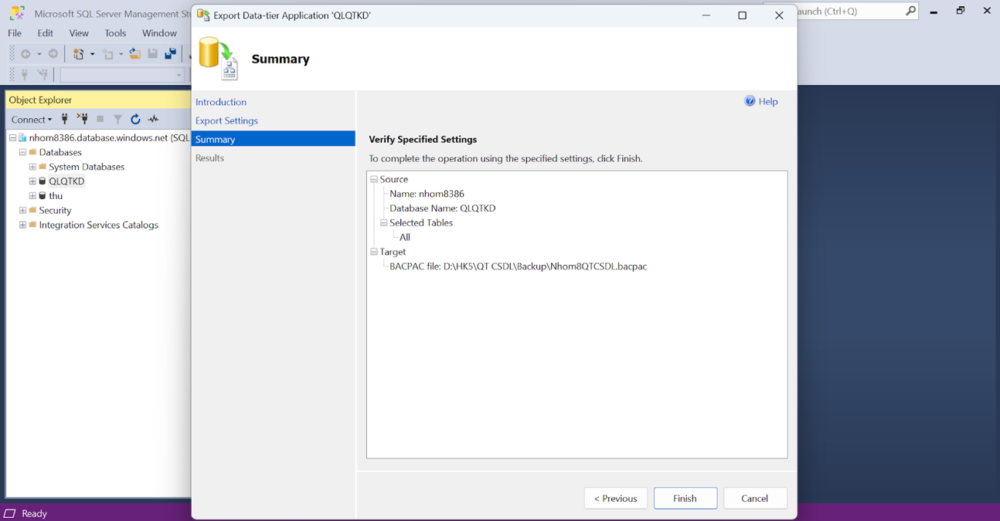 Microsoft SQL Server Management Stu
Export Data-tier Application 'QLQTKD'
aunch (Ctrl+Q)
File Edit View Tools Window
Summary
Object Explorer
Connect
nhom8386.database.windows.net (SQL
Databases
System Databases
QLQTKD
thu
Security
Integration Services Catalogs
Introduction
Export Settings
Summary
Results
Help
Verify Specified Settings
To complete the operation using the specified settings, click Finish.
Source
Name: nhom8386
Database Name: QLQTKD
Selected Tables
All
Target
BACPAC file: D:\HK5\QT CSDL\Backup\Nhom8QTCSDL.bacpac
< Previous Finish Cancel
Ready